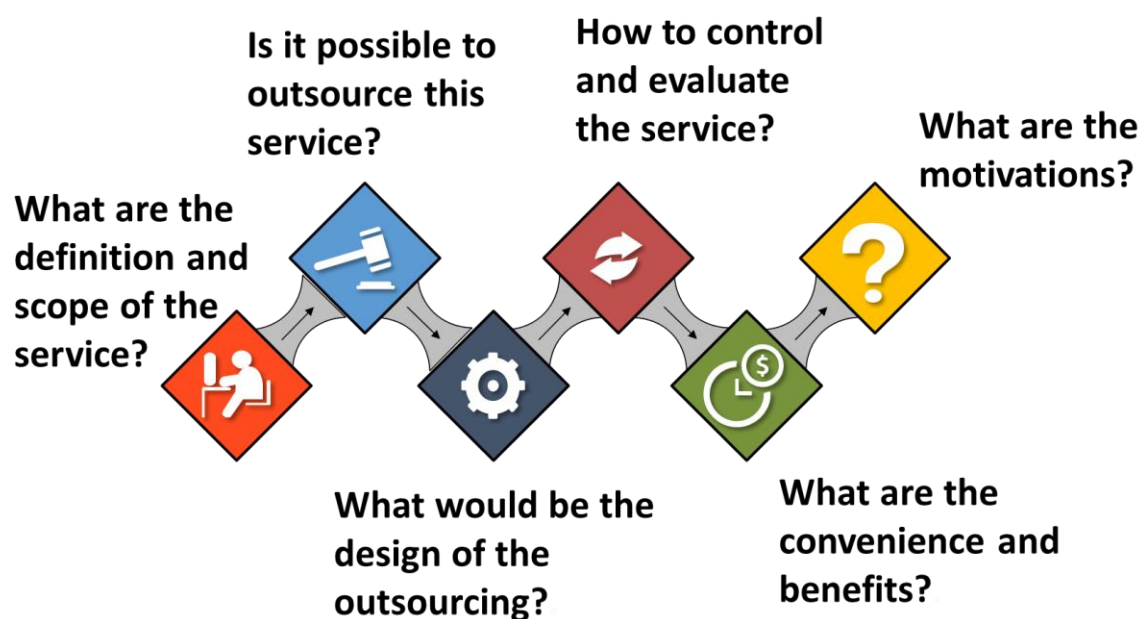 What are the
definition and
scope of the
service?
Is it possible to
outsource this
service?
What would be the
design of the
outsourcing?
How to control
and evaluate
the service?
$
What are the
convenience and
benefits?
?
What are the
motivations?